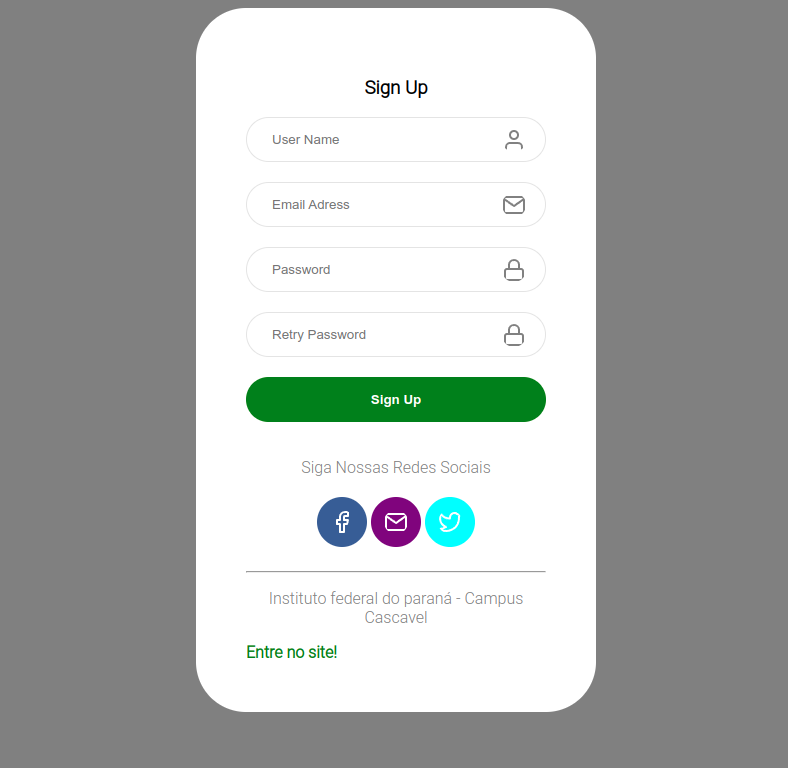 Sign Up
User Name
Email Adress
Password
Retry Password
Sign Up
Siga Nossas Redes Sociais
Instituto federal do paraná - Campus
Cascavel
Entre no site!